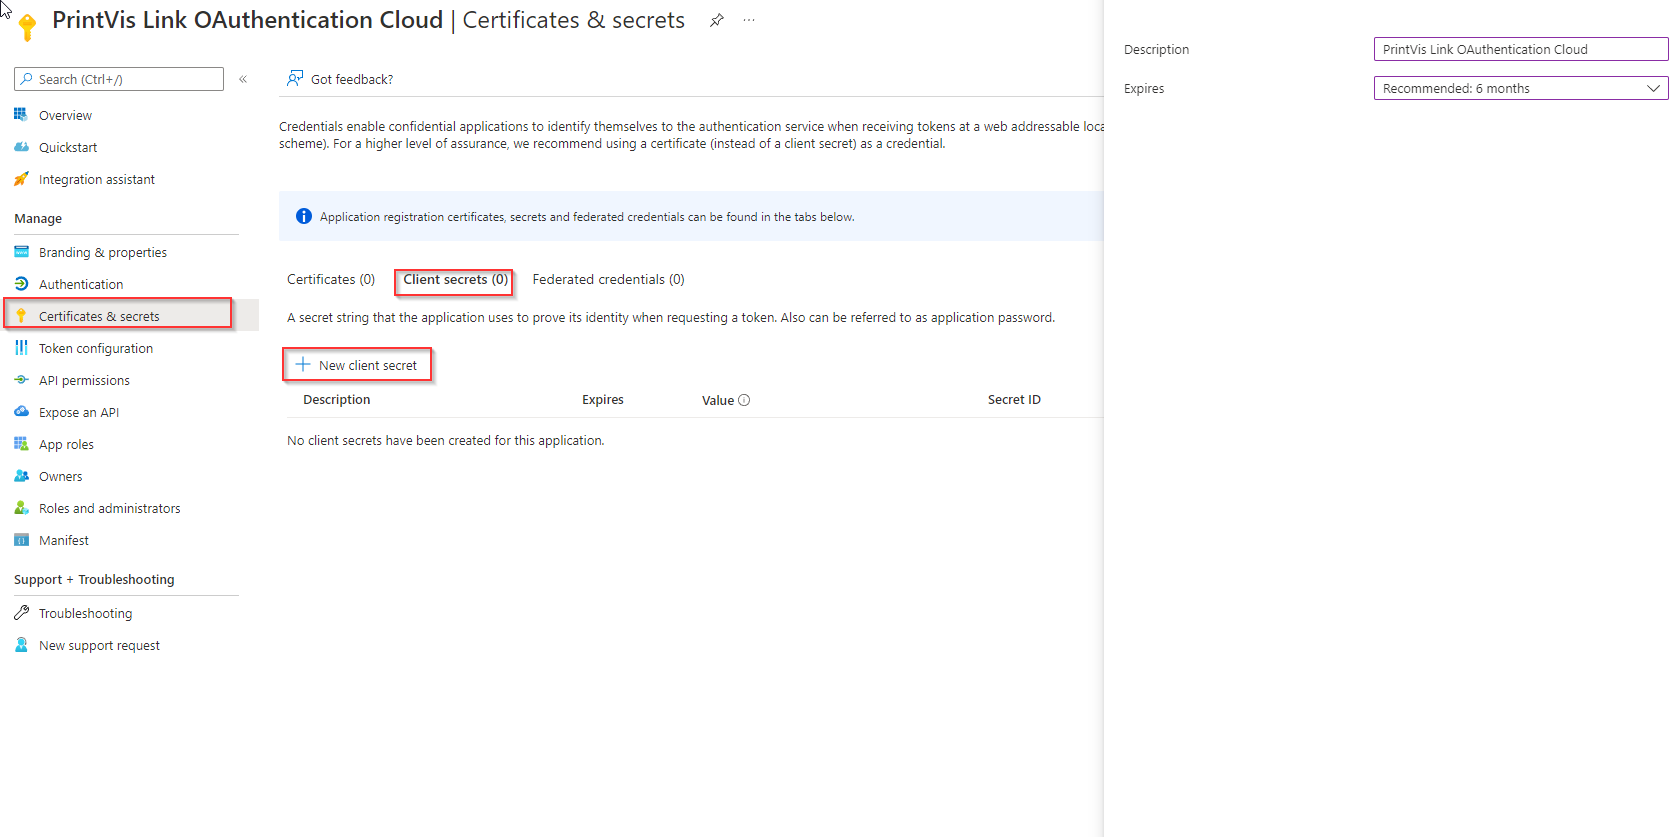 PrintVis Link OAuthentication Cloud | Certificates & secrets
Search (Ctrl+/)
Overview
Quickstart
Integration assistant
Manage
Branding & properties
Authentication
Certificates & secrets
Token configuration
API permissions
Expose an API
App roles
Owners
Roles and administrators
Manifest
Support + Troubleshooting
Troubleshooting
New support request
Got feedback?
Credentials enable confidential applications to identify themselves to the authentication service when receiving tokens at a web addressable loca
scheme). For a higher level of assurance, we recommend using a certificate (instead of a client secret) as a credential.
Application registration certificates, secrets and federated credentials can be found in the tabs below.
Certificates (0) Client secrets (0) Federated credentials (0)
A secret string that the application uses to prove its identity when requesting a token. Also can be referred to as application password.
New client secret
Description Expires Value Secret ID
No client secrets have been created for this application.
Description PrintVis Link OAuthentication Cloud
Expires Recommended: 6 months